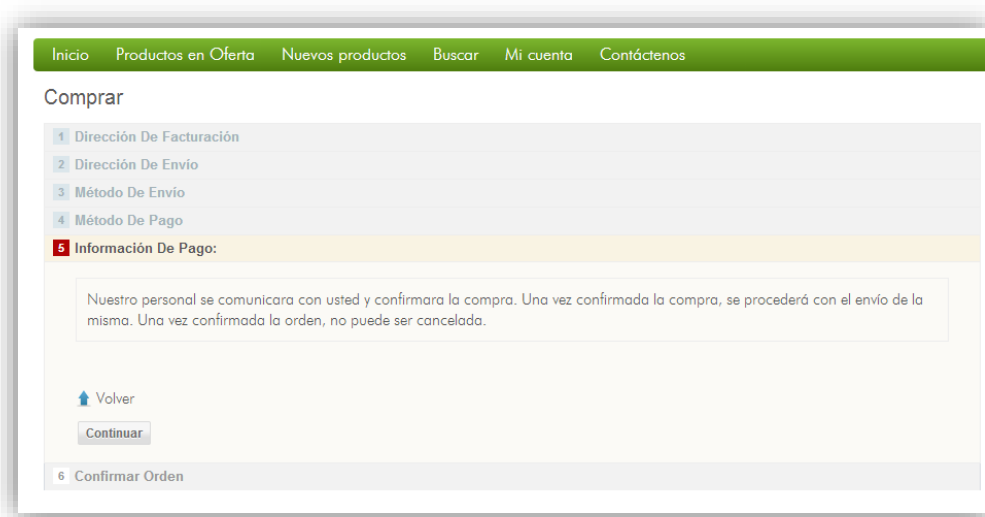 Inicio Productos en Oferta Nuevos productos Buscar Mi cuenta Contáctenos
Comprar
1 Dirección De Facturación
2 Dirección De Envío
3 Método De Envío
4 Método De Pago
5 Información De Pago:
Nuestro personal se comunicara con usted y confirmara la compra. Una vez confirmada la compra, se procederá con el envío de la
misma. Una vez confirmada la orden, no puede ser cancelada.
Volver
Continuar
6 Confirmar Orden